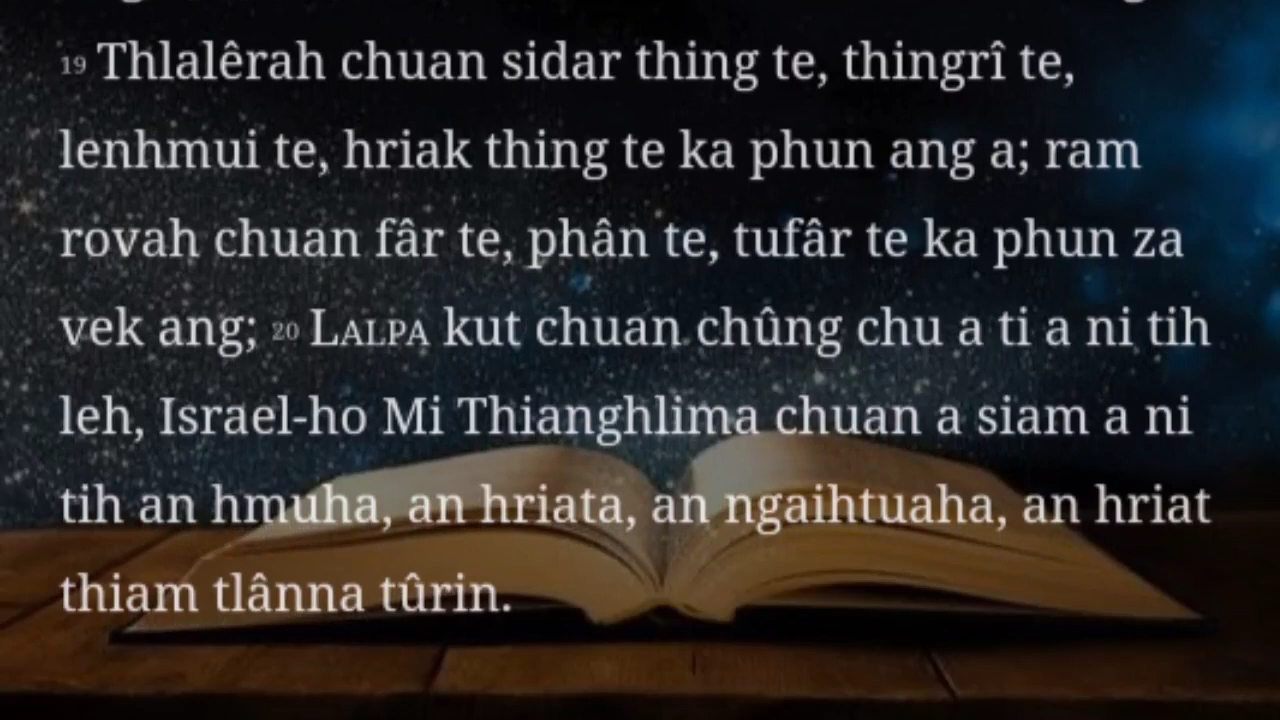 19 Thlalêrah chuan sidar thing te, thingrî te,
lenhmui te, hriak thing te ka phun ang a; ram
rovah chuan fâr te, phân te, tufâr te ka phun za
vek ang; 20 LALPA kut chuan chûng chu a ti a ni tih
leh, Israel-ho Mi Thianghlima chuan a siam a ni
tih an hmuha, an hriata, an ngaihtuaha, an hriat
thiam tlânna tûrin.